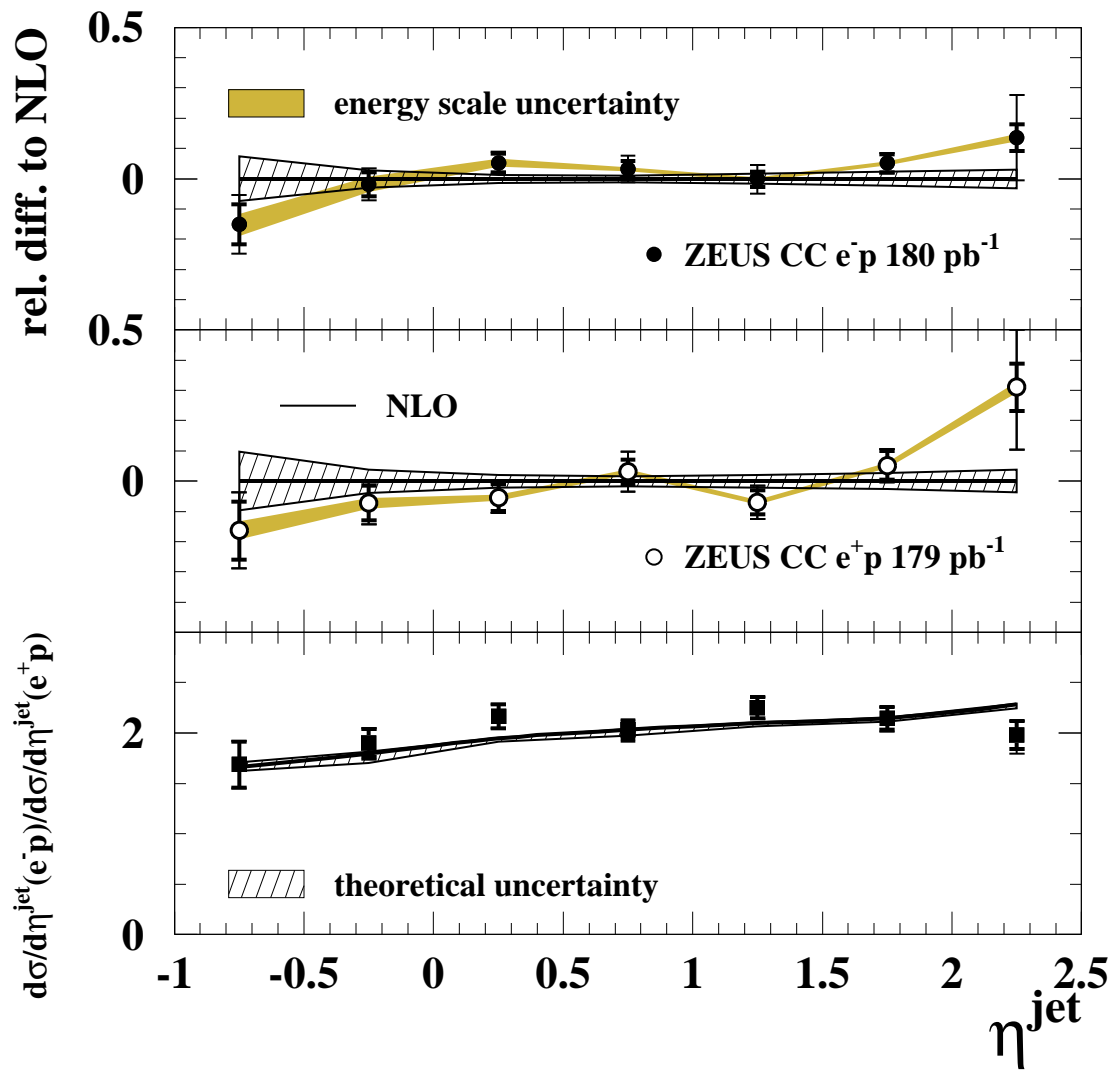 rel. diff. to NLO
0.5
0
energy scale uncertainty
ZEUS CC e⁻p 180 pb⁻¹
0.5
0
NLO
ZEUS CC e⁺p 179 pb⁻¹
dσ/dη^jet(e⁻p)/dσ/dη^jet(e⁺p)
2
0
theoretical uncertainty
-1 -0.5 0 0.5 1 1.5 2 2.5
η^jet